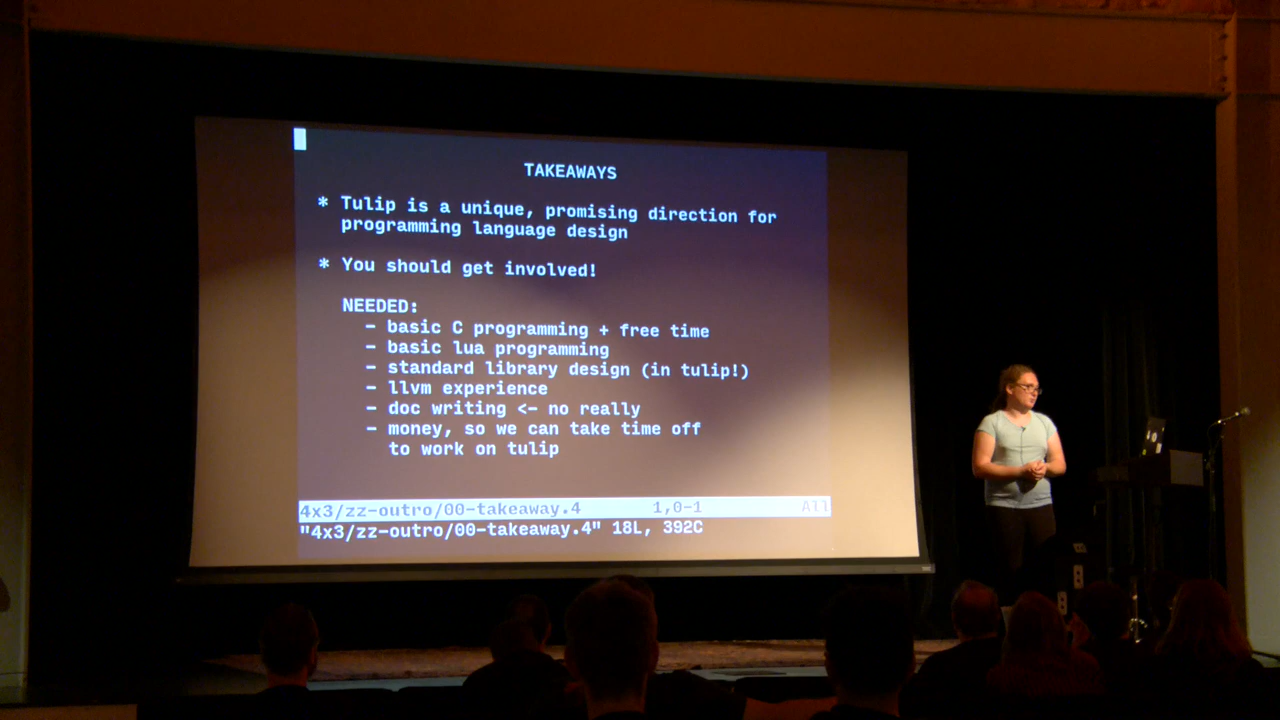 TAKEAWAYS
* Tulip is a unique, promising direction for
programming language design
* You should get involved!
NEEDED:
- basic C programming + free time
- basic lua programming
- standard library design (in tulip!)
- llvm experience
- doc writing <- no really
- money, so we can take time off
to work on tulip
4x3/zz-outro/00-takeaway.4 1,0-1 All
"4x3/zz-outro/00-takeaway.4" 18L, 392C